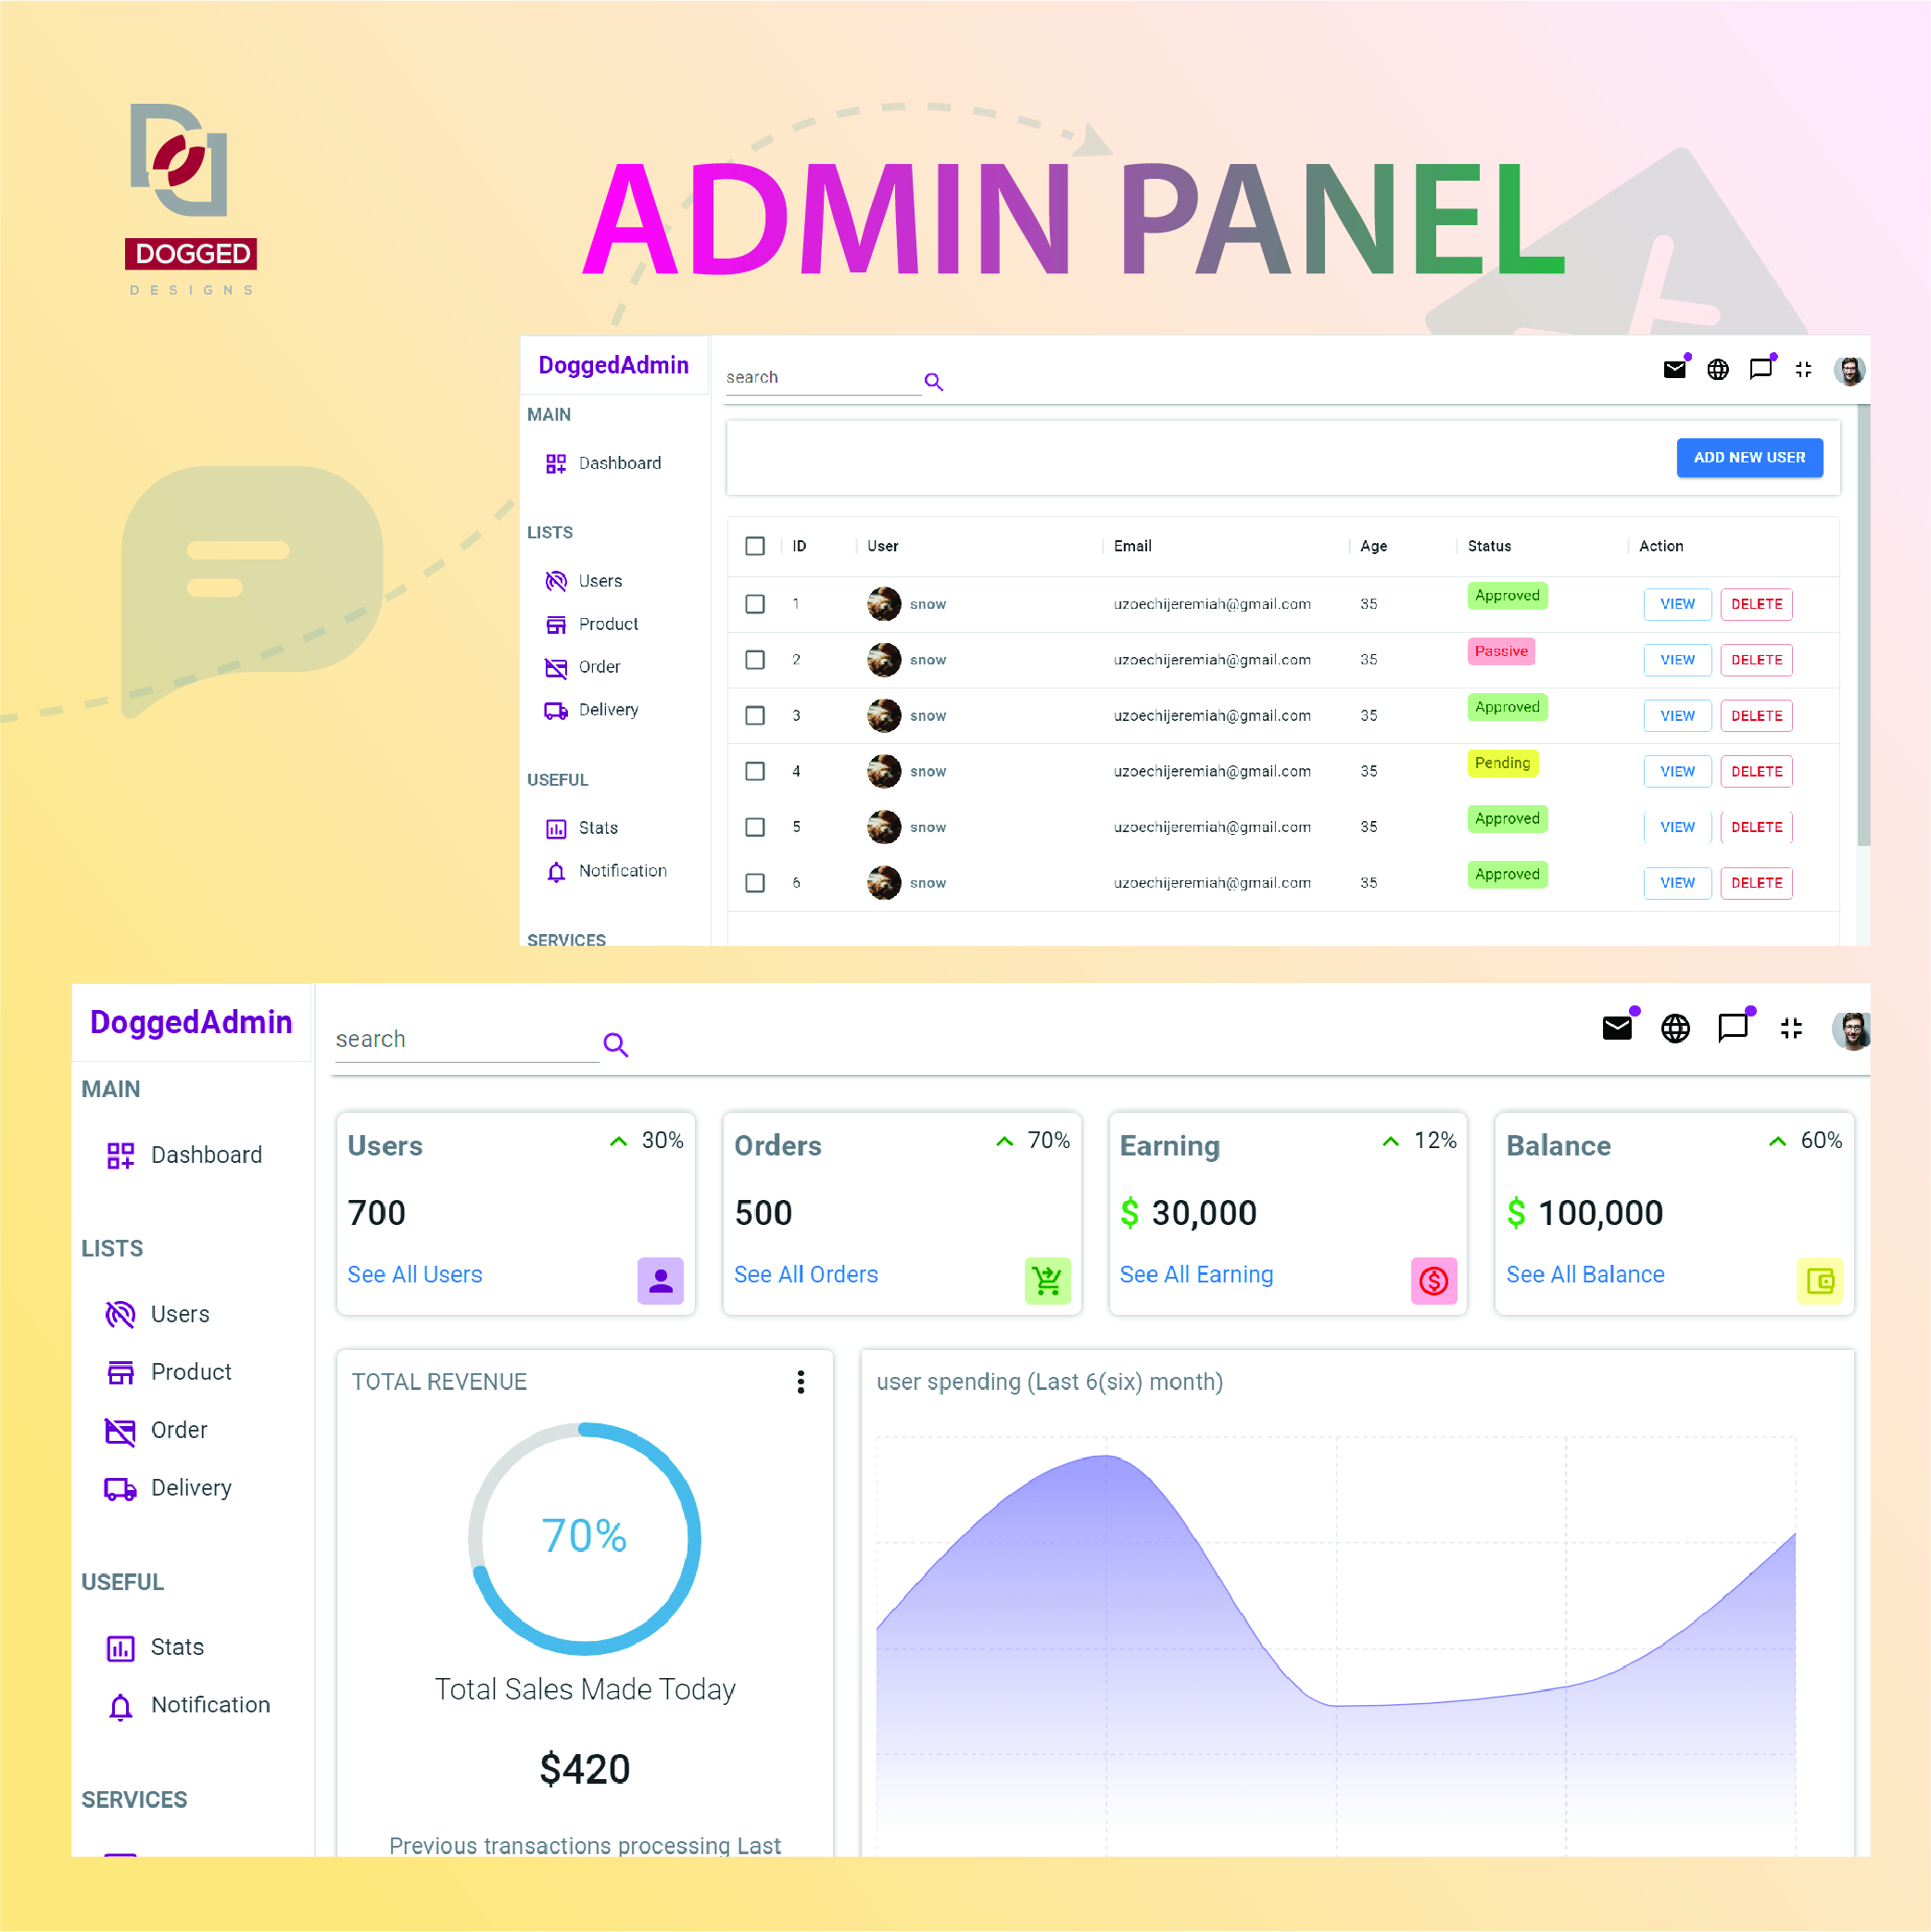 DOGGED
DESIGNS
ADMIN PANEL
DoggedAdmin
search
MAIN
Dashboard
LISTS
Users
Product
Order
Delivery
USEFUL
Stats
Notification
SERVICES
ADD NEW USER
ID User Email Age Status Action
1 snow uzoechijeremiah@gmail.com 35 Approved VIEW DELETE
2 snow uzoechijeremiah@gmail.com 35 Passive VIEW DELETE
3 snow uzoechijeremiah@gmail.com 35 Approved VIEW DELETE
4 snow uzoechijeremiah@gmail.com 35 Pending VIEW DELETE
5 snow uzoechijeremiah@gmail.com 35 Approved VIEW DELETE
6 snow uzoechijeremiah@gmail.com 35 Approved VIEW DELETE
DoggedAdmin
search
MAIN
Dashboard
LISTS
Users
Product
Order
Delivery
USEFUL
Stats
Notification
SERVICES
Users 30%
700
See All Users
Orders 70%
500
See All Orders
Earning 12%
$ 30,000
See All Earning
Balance 60%
$ 100,000
See All Balance
TOTAL REVENUE
70%
Total Sales Made Today
$420
Previous transactions processing Last
user spending (Last 6(six) month)